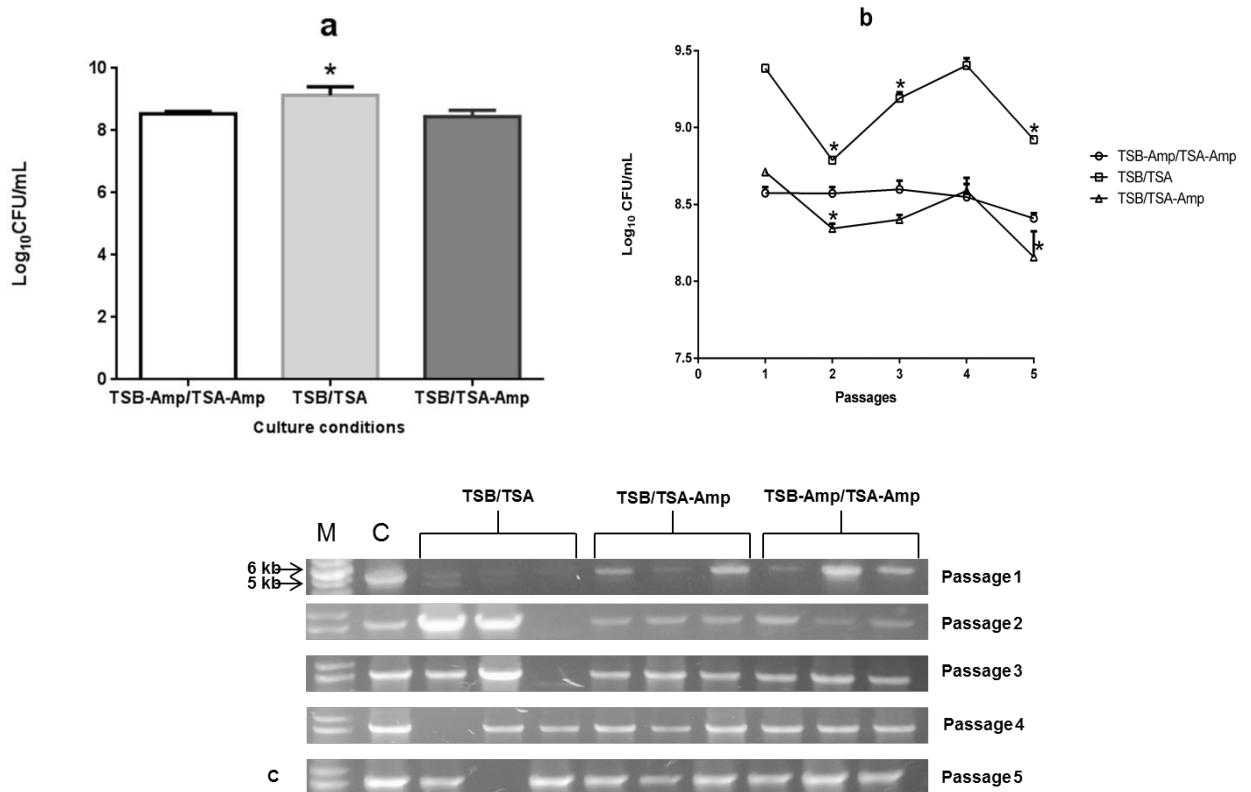 a
10
8
6
4
2
0
Log10CFU/mL
*
TSB-Amp/TSA-Amp
TSB/TSA
TSB/TSA-Amp
Culture conditions
b
9.5
9.0
8.5
8.0
7.5
Log10 CFU/mL
* * * * *
0 1 2 3 4 5
Passages
TSB-Amp/TSA-Amp
TSB/TSA
TSB/TSA-Amp
TSB/TSA
TSB/TSA-Amp
TSB-Amp/TSA-Amp
M C
6 kb
5 kb
Passage 1
Passage 2
Passage 3
Passage 4
C
Passage 5